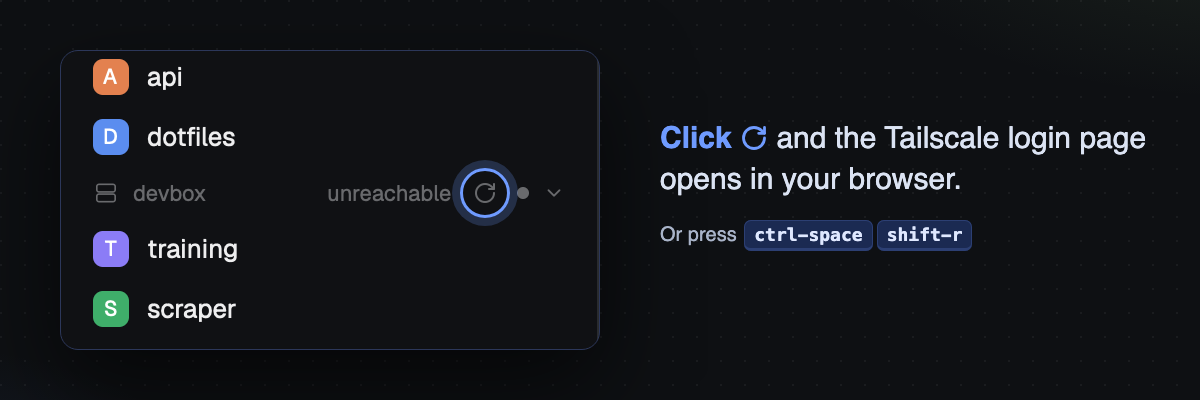 A api
D dotfiles
devbox unreachable
T training
S scraper
Click and the Tailscale login page
opens in your browser.
Or press ctrl-space shift-r